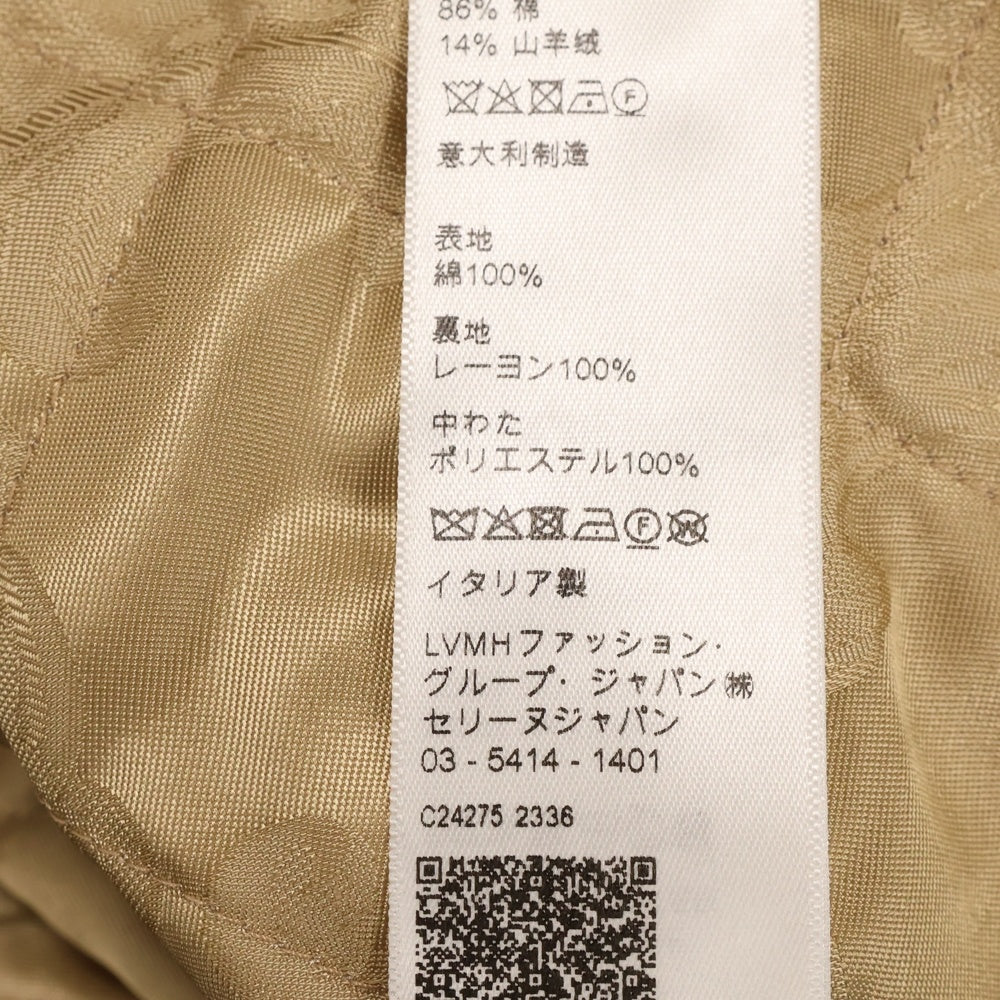 86% 棉
14% 山羊绒
F
意大利制造
表地
綿100%
裏地
レーヨン100%
中わた
ポリエステル100%
F W
イタリア製
LVMHファッション・
グループ・ジャパン㈱
セリーヌジャパン
03 - 5414 - 1401
C24275 2336